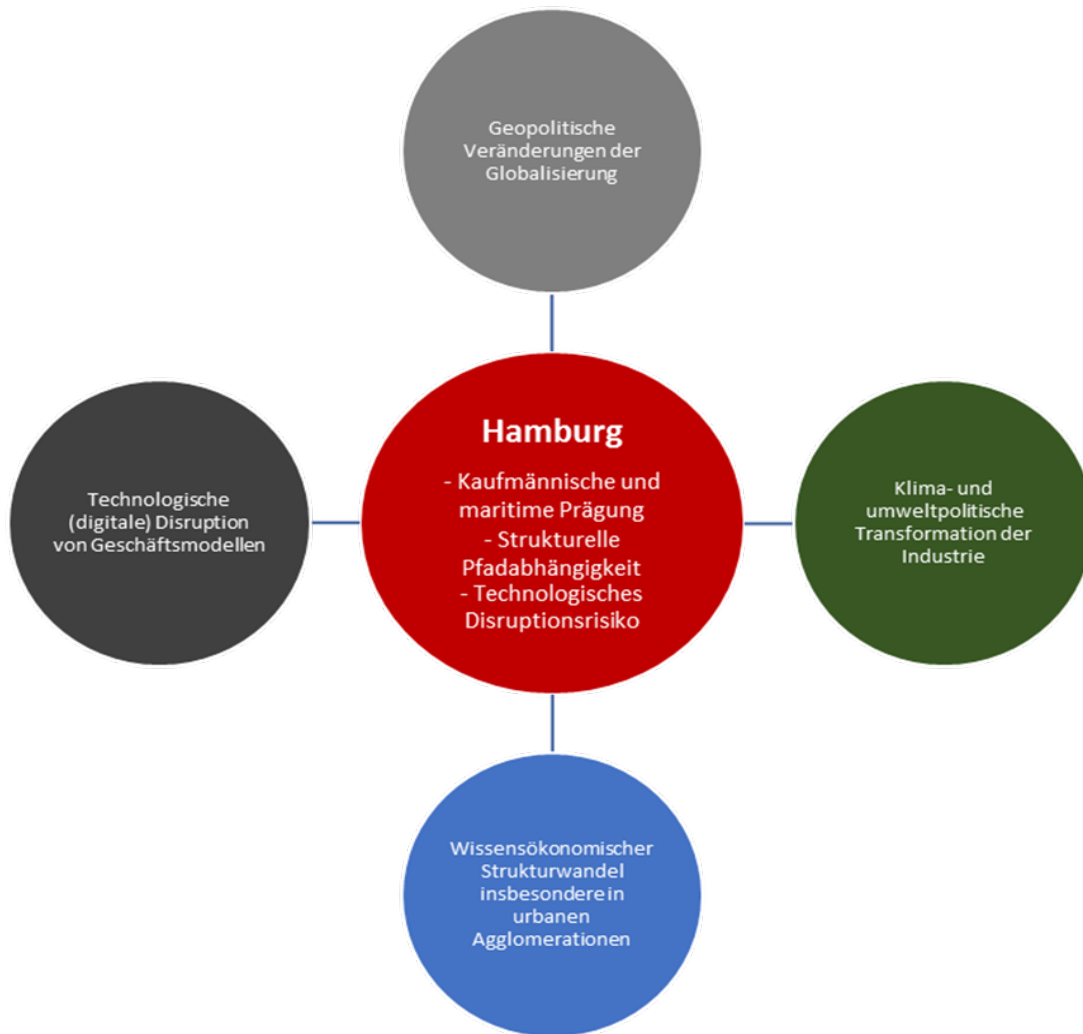 Geopolitische
Veränderungen der
Globalisierung
Hamburg
- Kaufmännische und
maritime Prägung
- Strukturelle
Pfadabhängigkeit
- Technologisches
Disruptionsrisiko
Technologische
(digitale) Disruption
von Geschäftsmodellen
Klima- und
umweltpolitische
Transformation der
Industrie
Wissensökonomischer
Strukturwandel
insbesondere in
urbanen
Agglomerationen